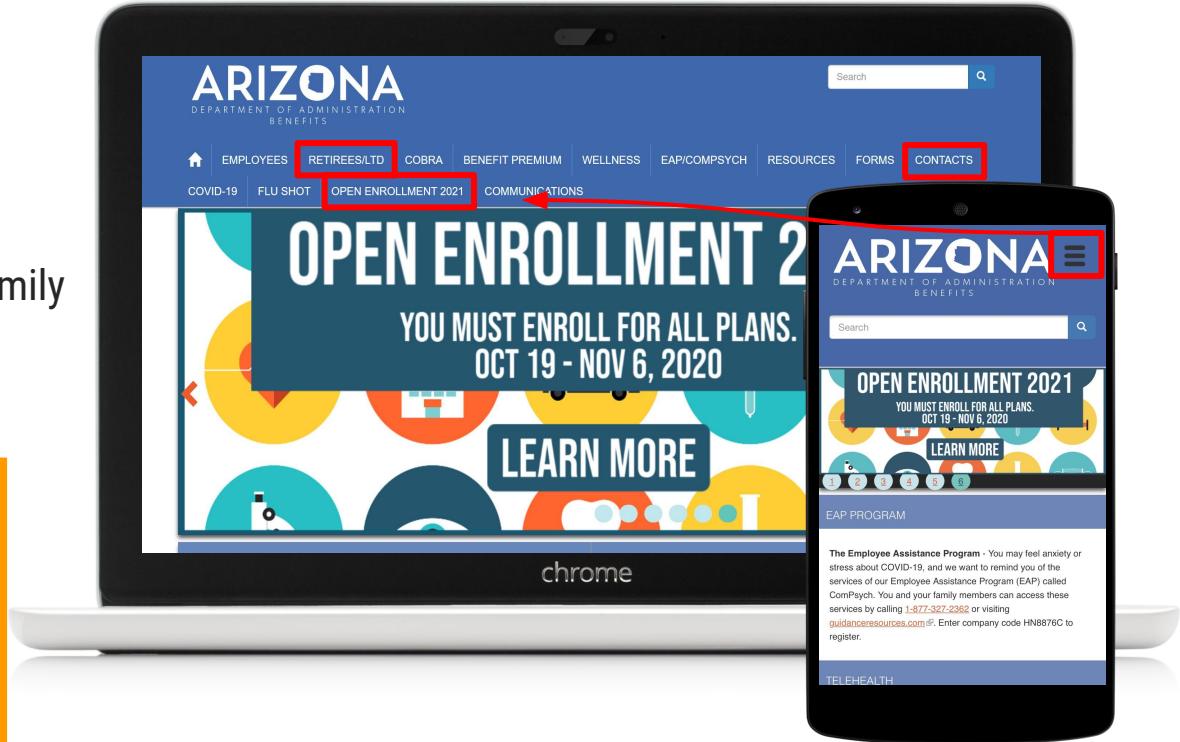 mily
ARIZONA
DEPARTMENT OF ADMINISTRATION
BENEFITS
Search
EMPLOYEES RETIREES/LTD COBRA BENEFIT PREMIUM WELLNESS EAP/COMPSYCH RESOURCES FORMS CONTACTS
COVID-19 FLU SHOT OPEN ENROLLMENT 2021 COMMUNICATIONS
OPEN ENROLLMENT 2
YOU MUST ENROLL FOR ALL PLANS.
OCT 19 - NOV 6, 2020
LEARN MORE
chrome
ARIZONA
DEPARTMENT OF ADMINISTRATION
BENEFITS
Search
OPEN ENROLLMENT 2021
YOU MUST ENROLL FOR ALL PLANS.
OCT 19 - NOV 6, 2020
LEARN MORE
1 2 3 4 5 6
EAP PROGRAM
The Employee Assistance Program - You may feel anxiety or
stress about COVID-19, and we want to remind you of the
services of our Employee Assistance Program (EAP) called
ComPsych. You and your family members can access these
services by calling 1-877-327-2362 or visiting
guidanceresources.com. Enter company code HN8876C to
register.
TELEHEALTH